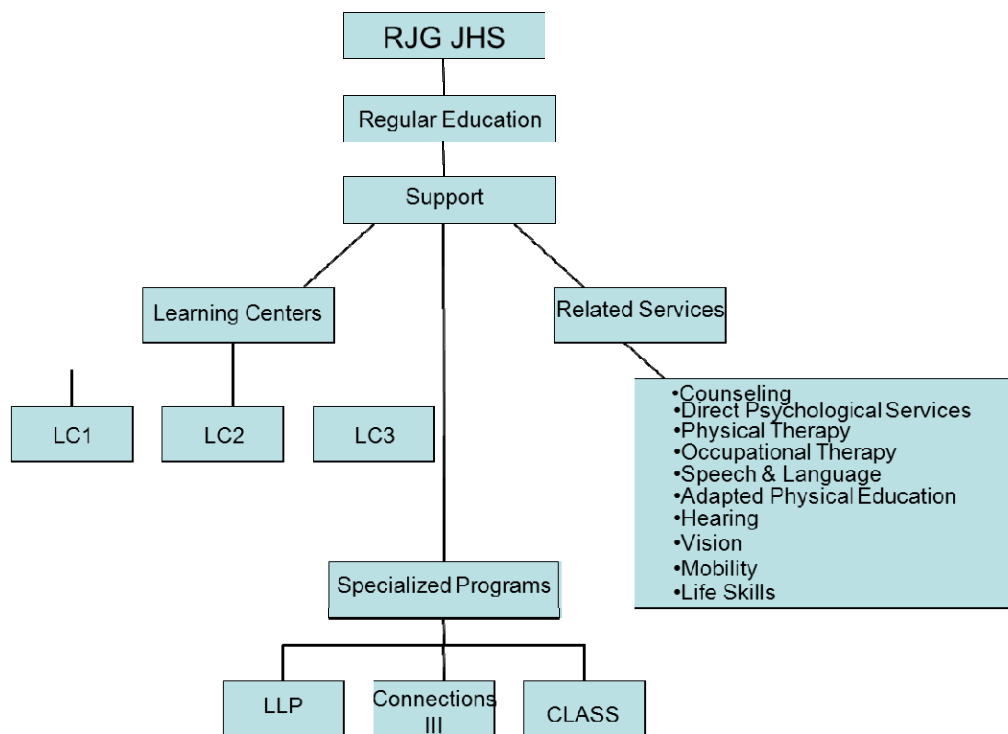 RJG JHS
Regular Education
Support
Learning Centers
Related Services
LC1
LC2
LC3
•Counseling
•Direct Psychological Services
•Physical Therapy
•Occupational Therapy
•Speech & Language
•Adapted Physical Education
•Hearing
•Vision
•Mobility
•Life Skills
Specialized Programs
LLP
Connections
III
CLASS